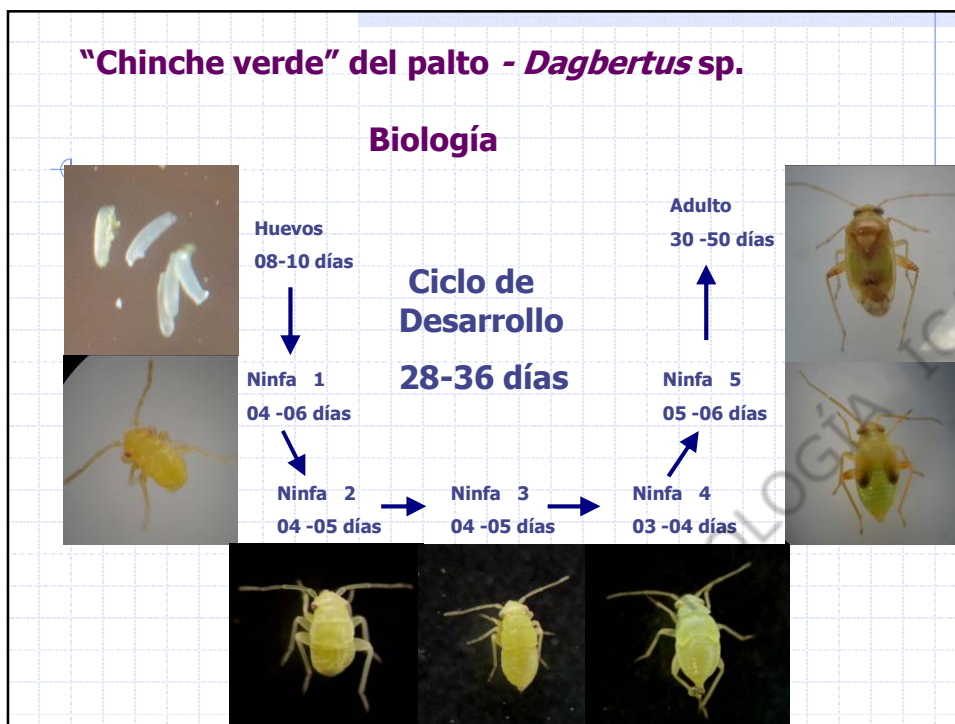 “Chinche verde” del palto - Dagbertus sp.
Biología
Huevos
08-10 días
Ninfa 1
04 -06 días
Ninfa 2
04 -05 días
Ninfa 3
04 -05 días
Ninfa 4
03 -04 días
Ninfa 5
05 -06 días
Adulto
30 -50 días
Ciclo de
Desarrollo
28-36 días